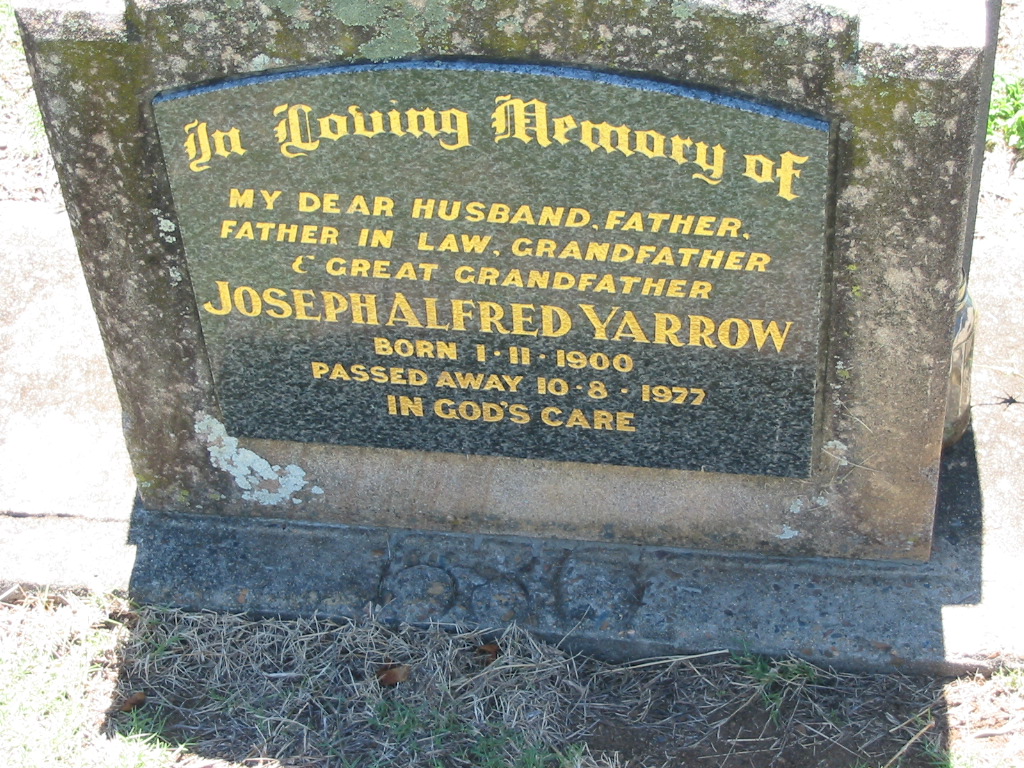 In Loving Memory of
MY DEAR HUSBAND, FATHER,
FATHER IN LAW, GRANDFATHER
& GREAT GRANDFATHER
JOSEPH ALFRED YARROW
BORN 1·11·1900
PASSED AWAY 10-8·1977
IN GOD'S CARE